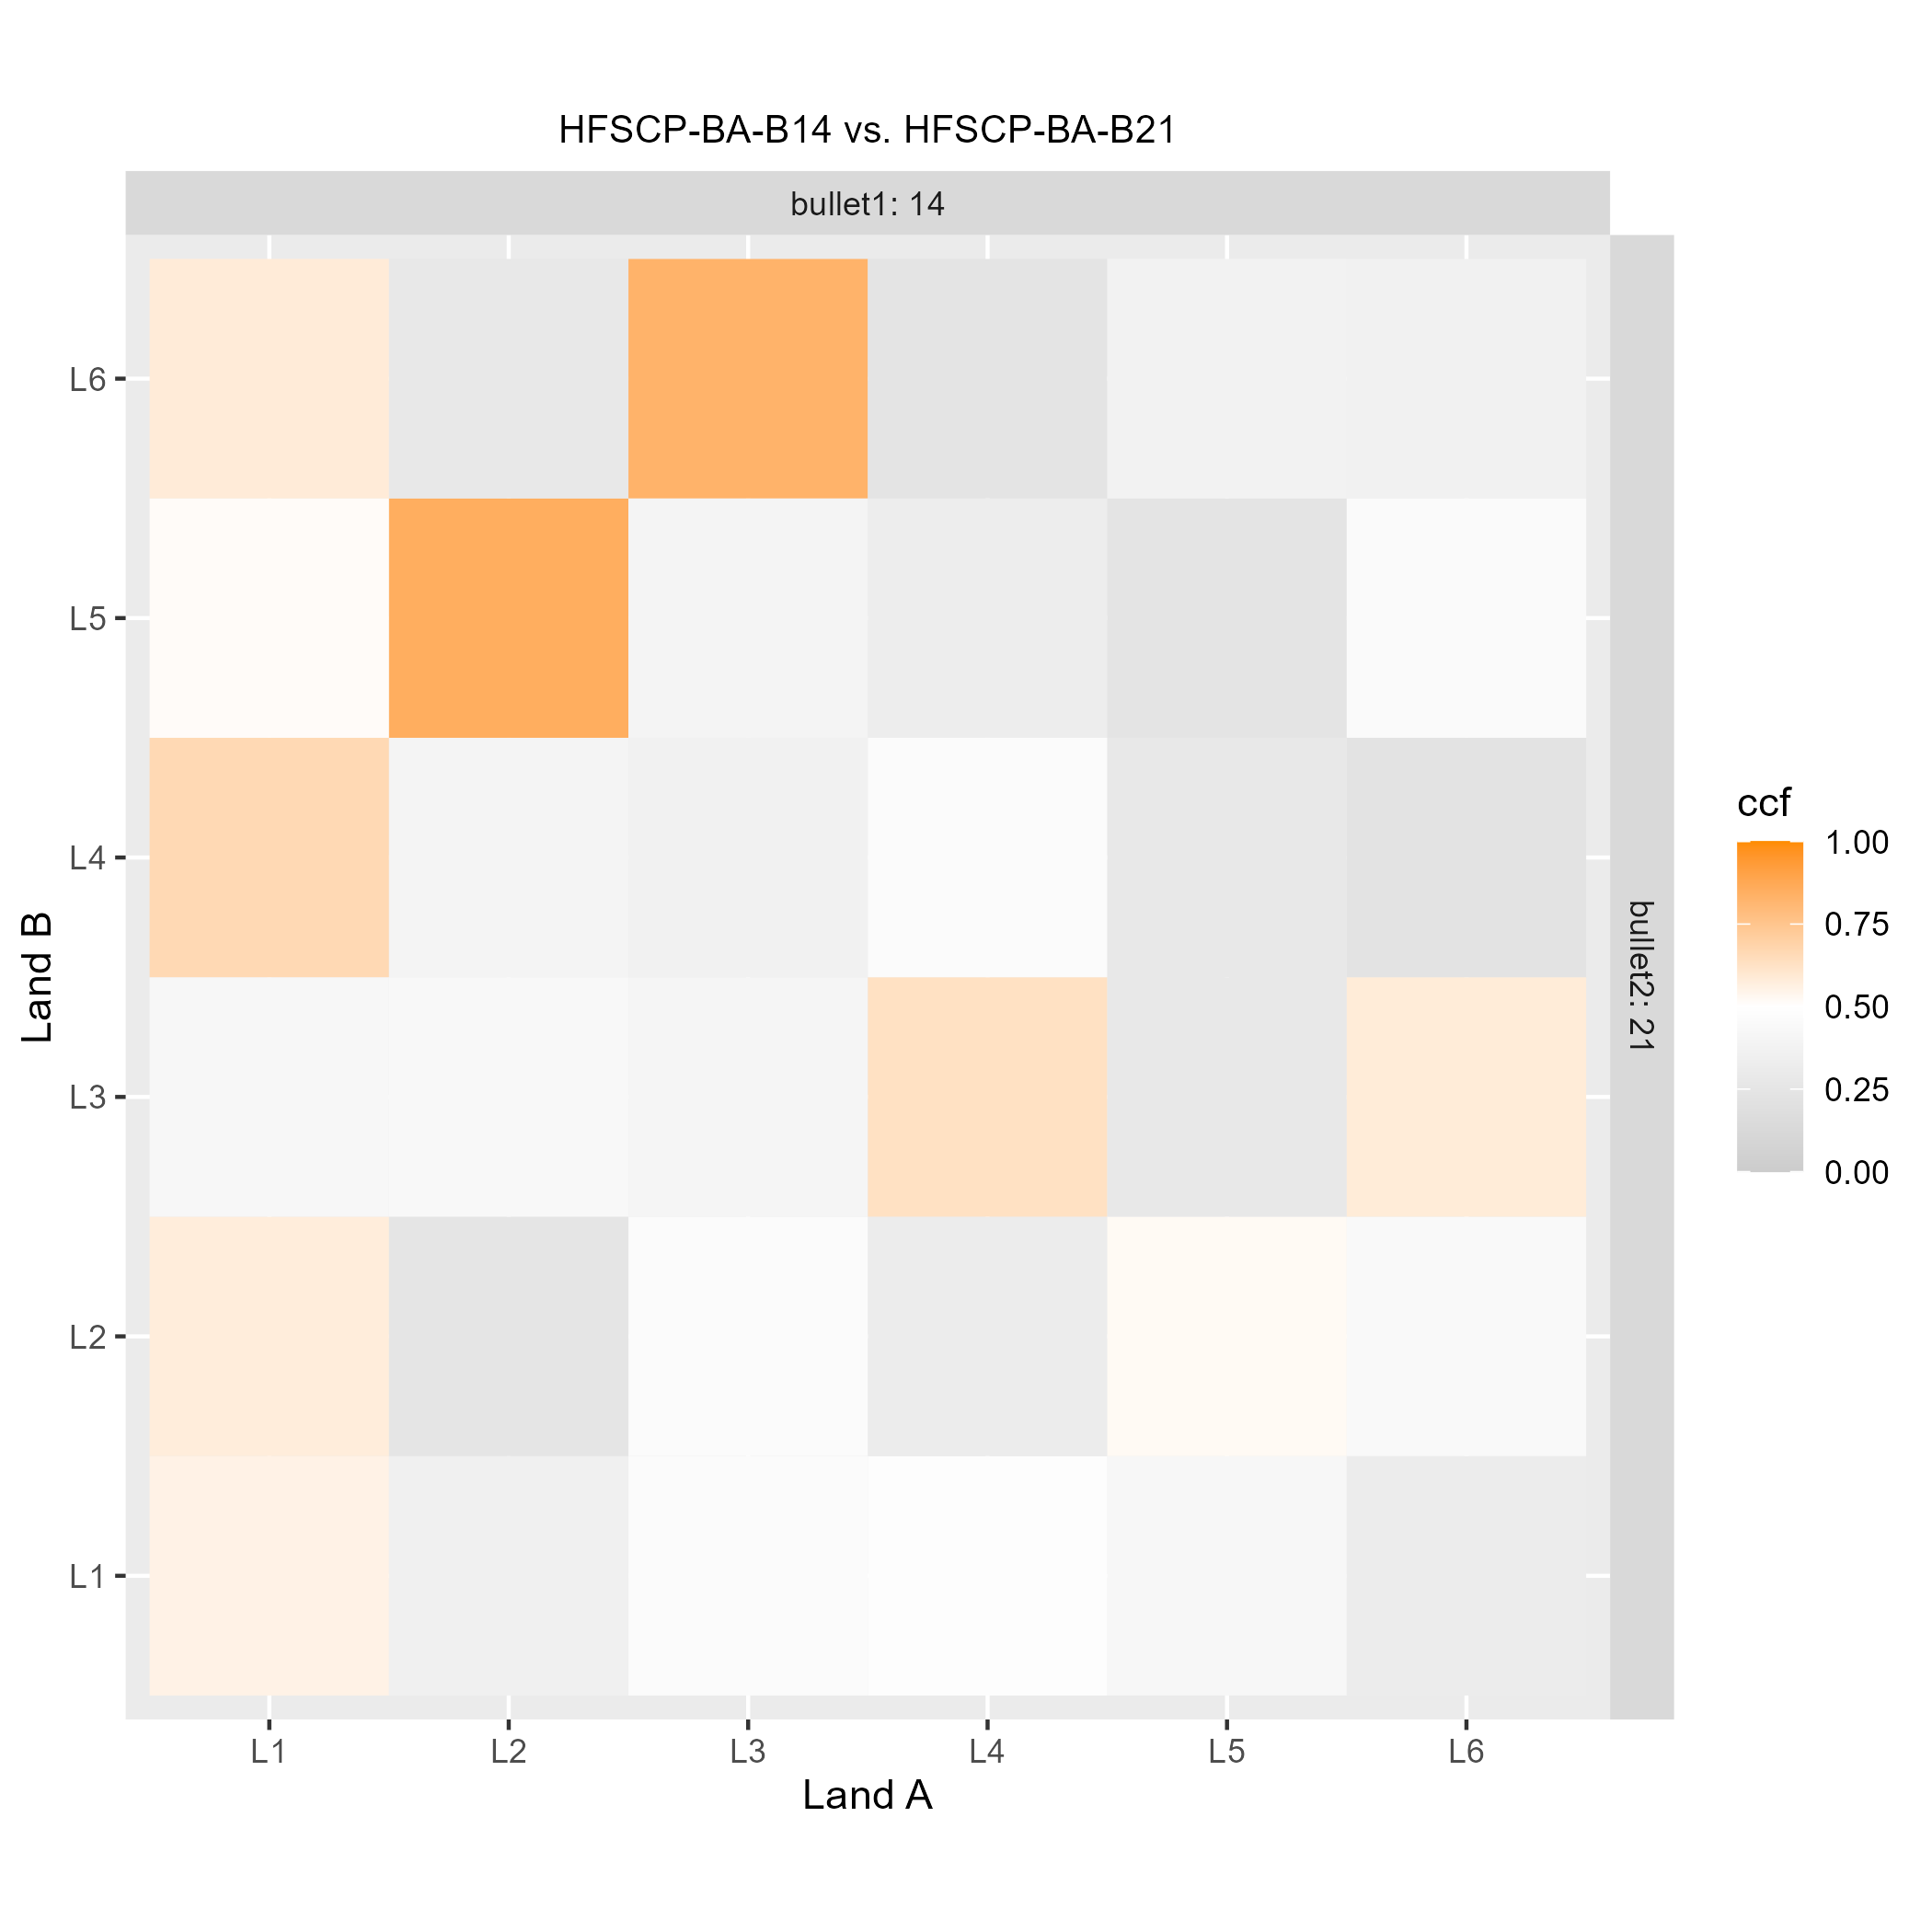 HFSCP-BA-B14 vs. HFSCP-BA-B21
bullet1: 14
L6
L5
L4
L3
L2
L1
Land B
bullet2: 21
L1 L2 L3 L4 L5 L6
Land A
ccf
1.00
0.75
0.50
0.25
0.00